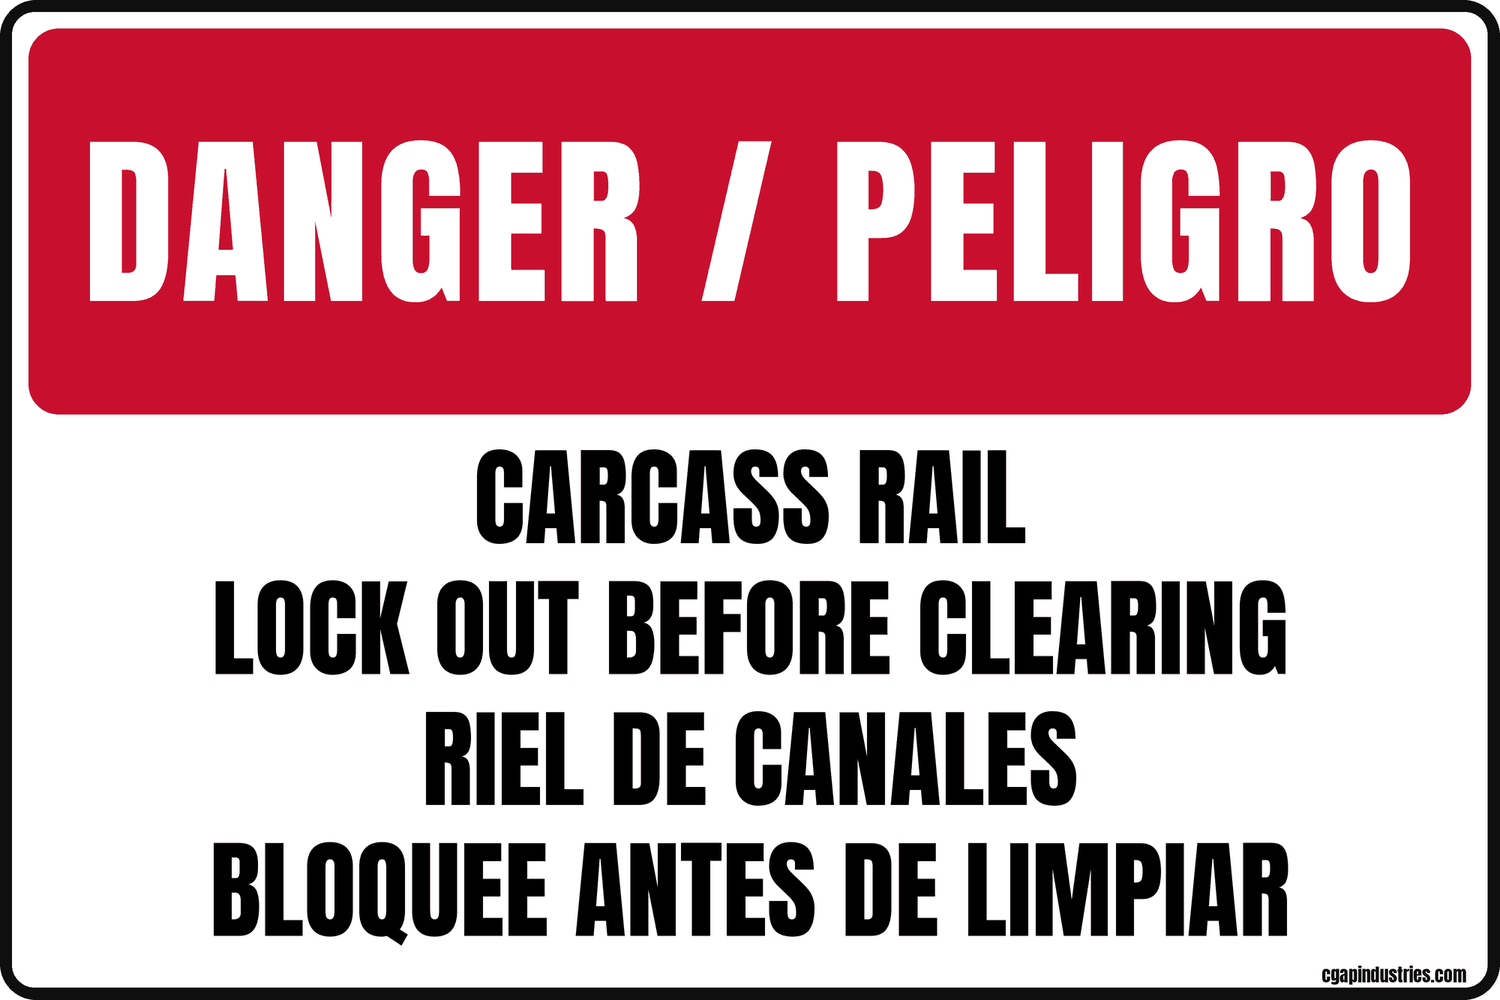 DANGER / PELIGRO
CARCASS RAIL
LOCK OUT BEFORE CLEARING
RIEL DE CANALES
BLOQUEE ANTES DE LIMPIAR
cgapindustries.com